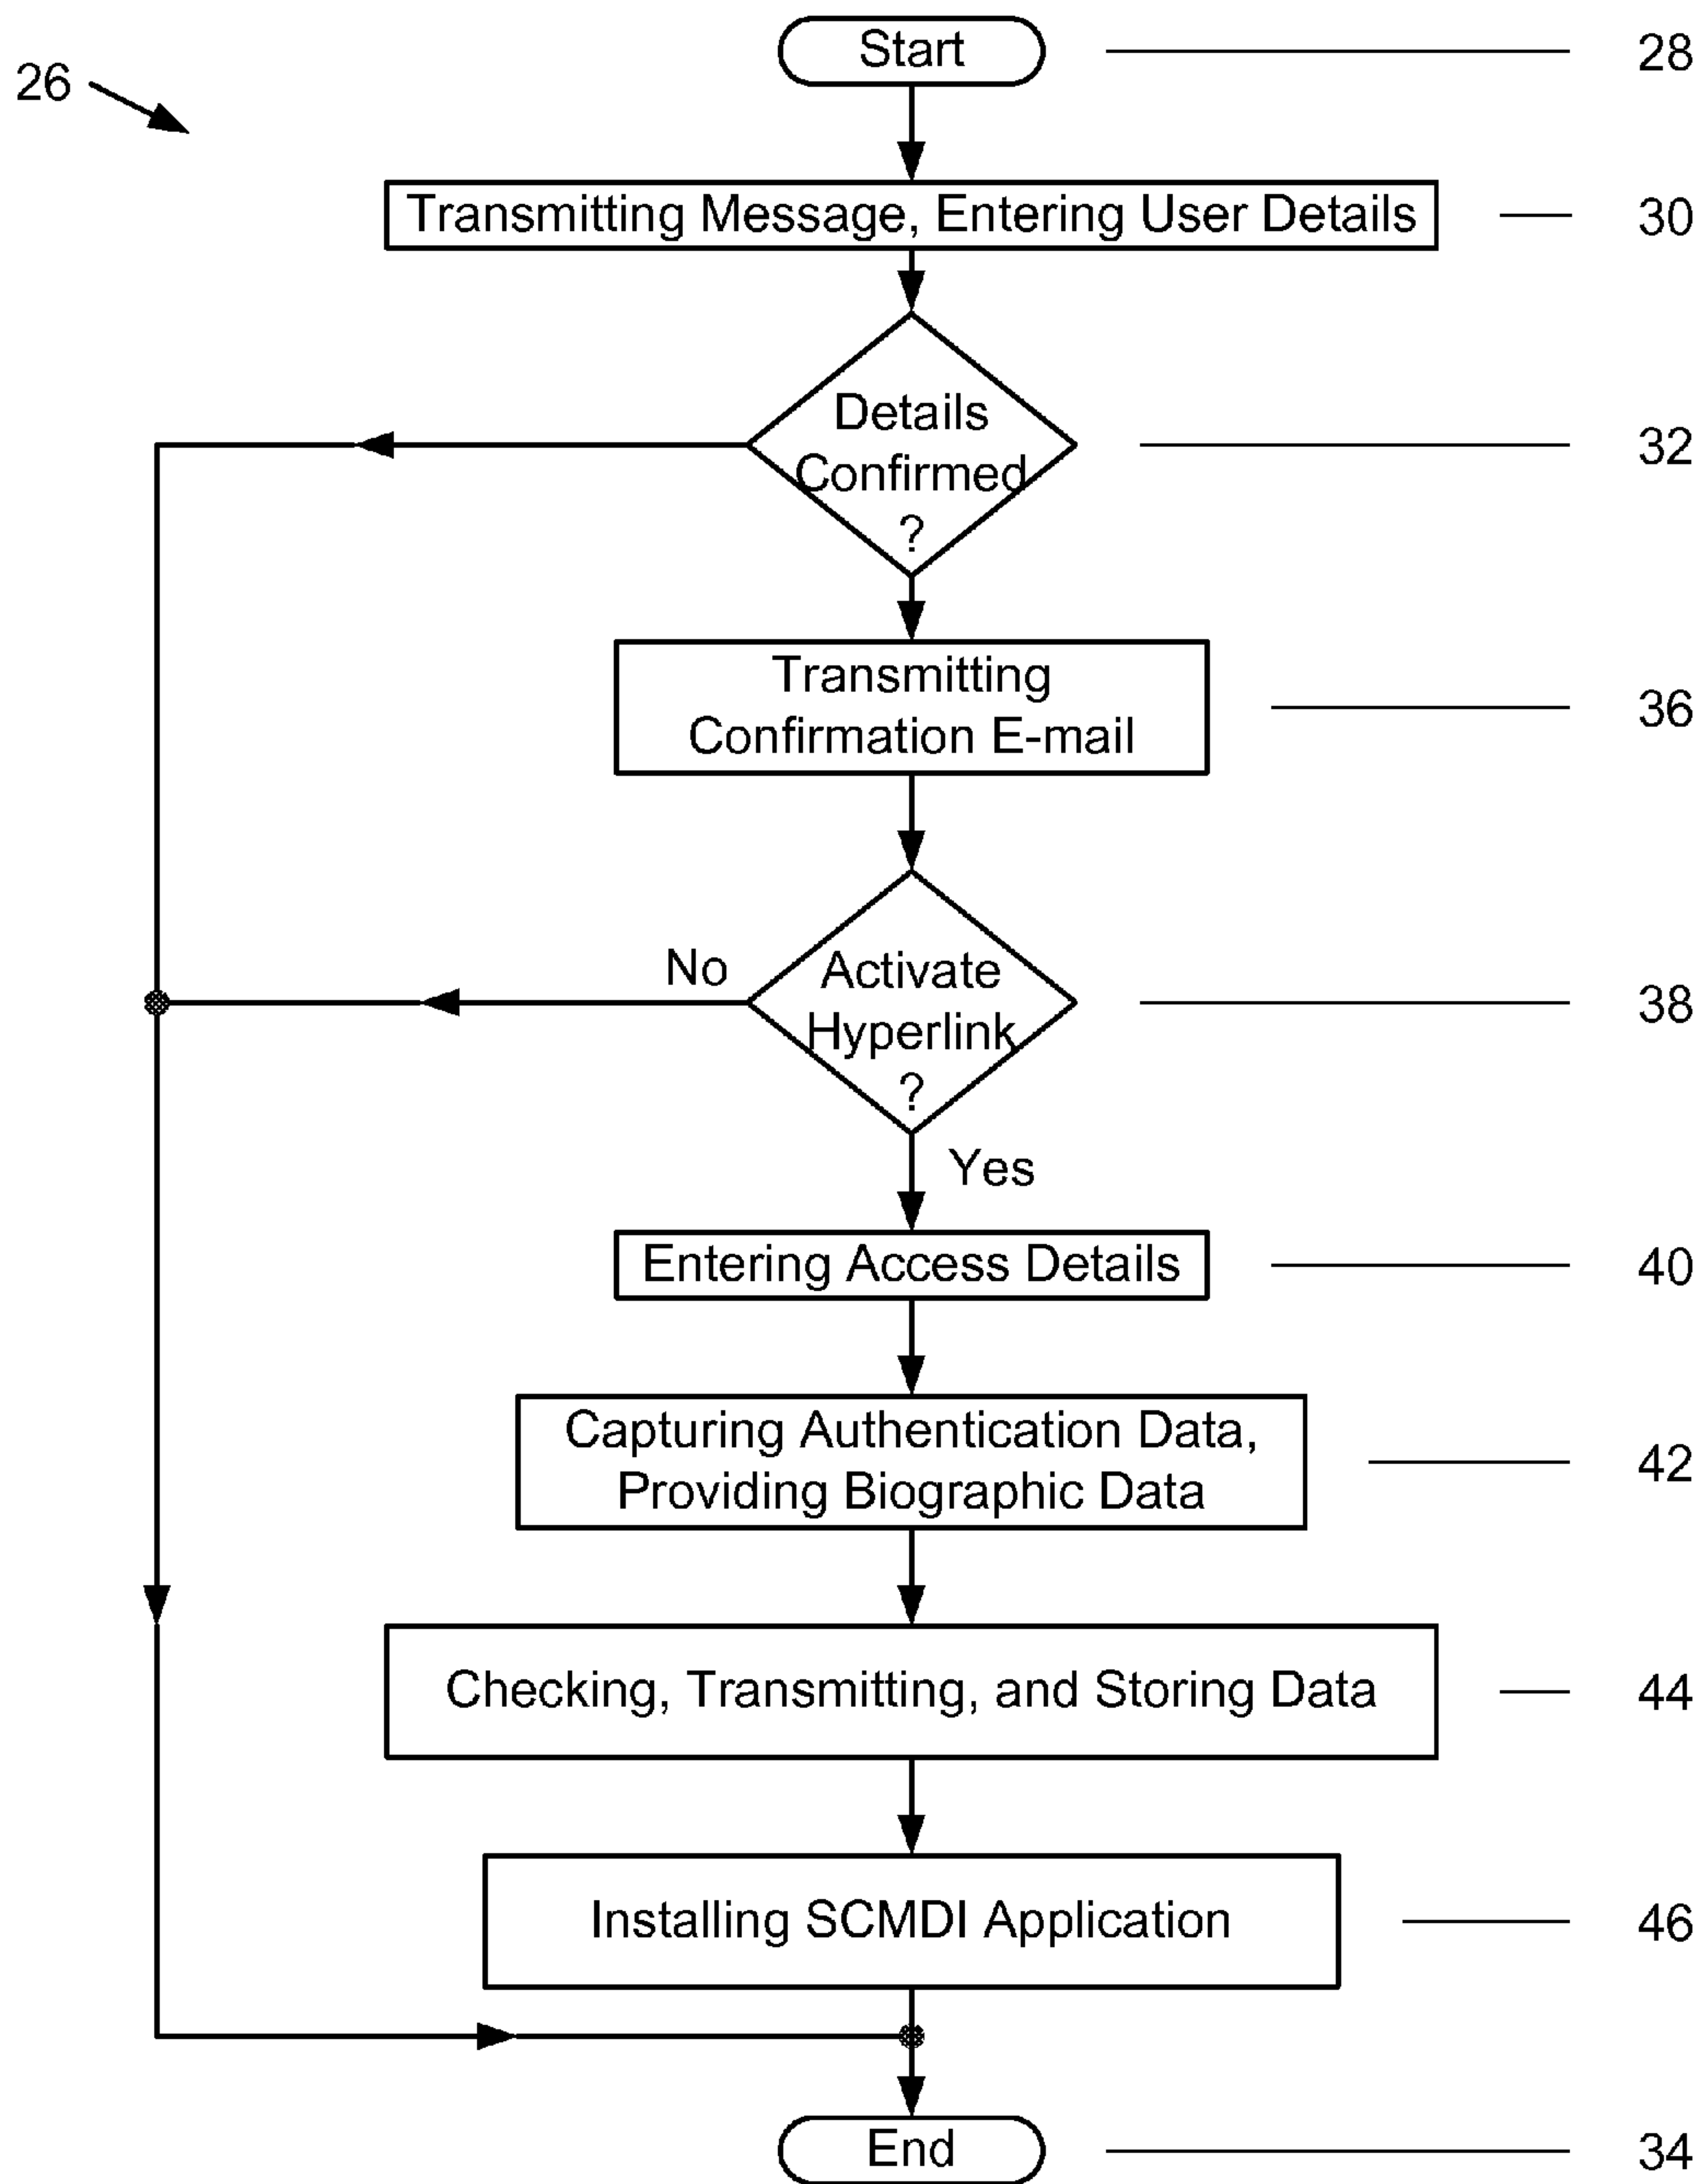 Start
28
26
Transmitting Message, Entering User Details
30
Details
Confirmed
?
32
Transmitting
Confirmation E-mail
36
No
Activate
Hyperlink
?
38
Yes
Entering Access Details
40
Capturing Authentication Data,
Providing Biographic Data
42
Checking, Transmitting, and Storing Data
44
Installing SCMDI Application
46
End
34